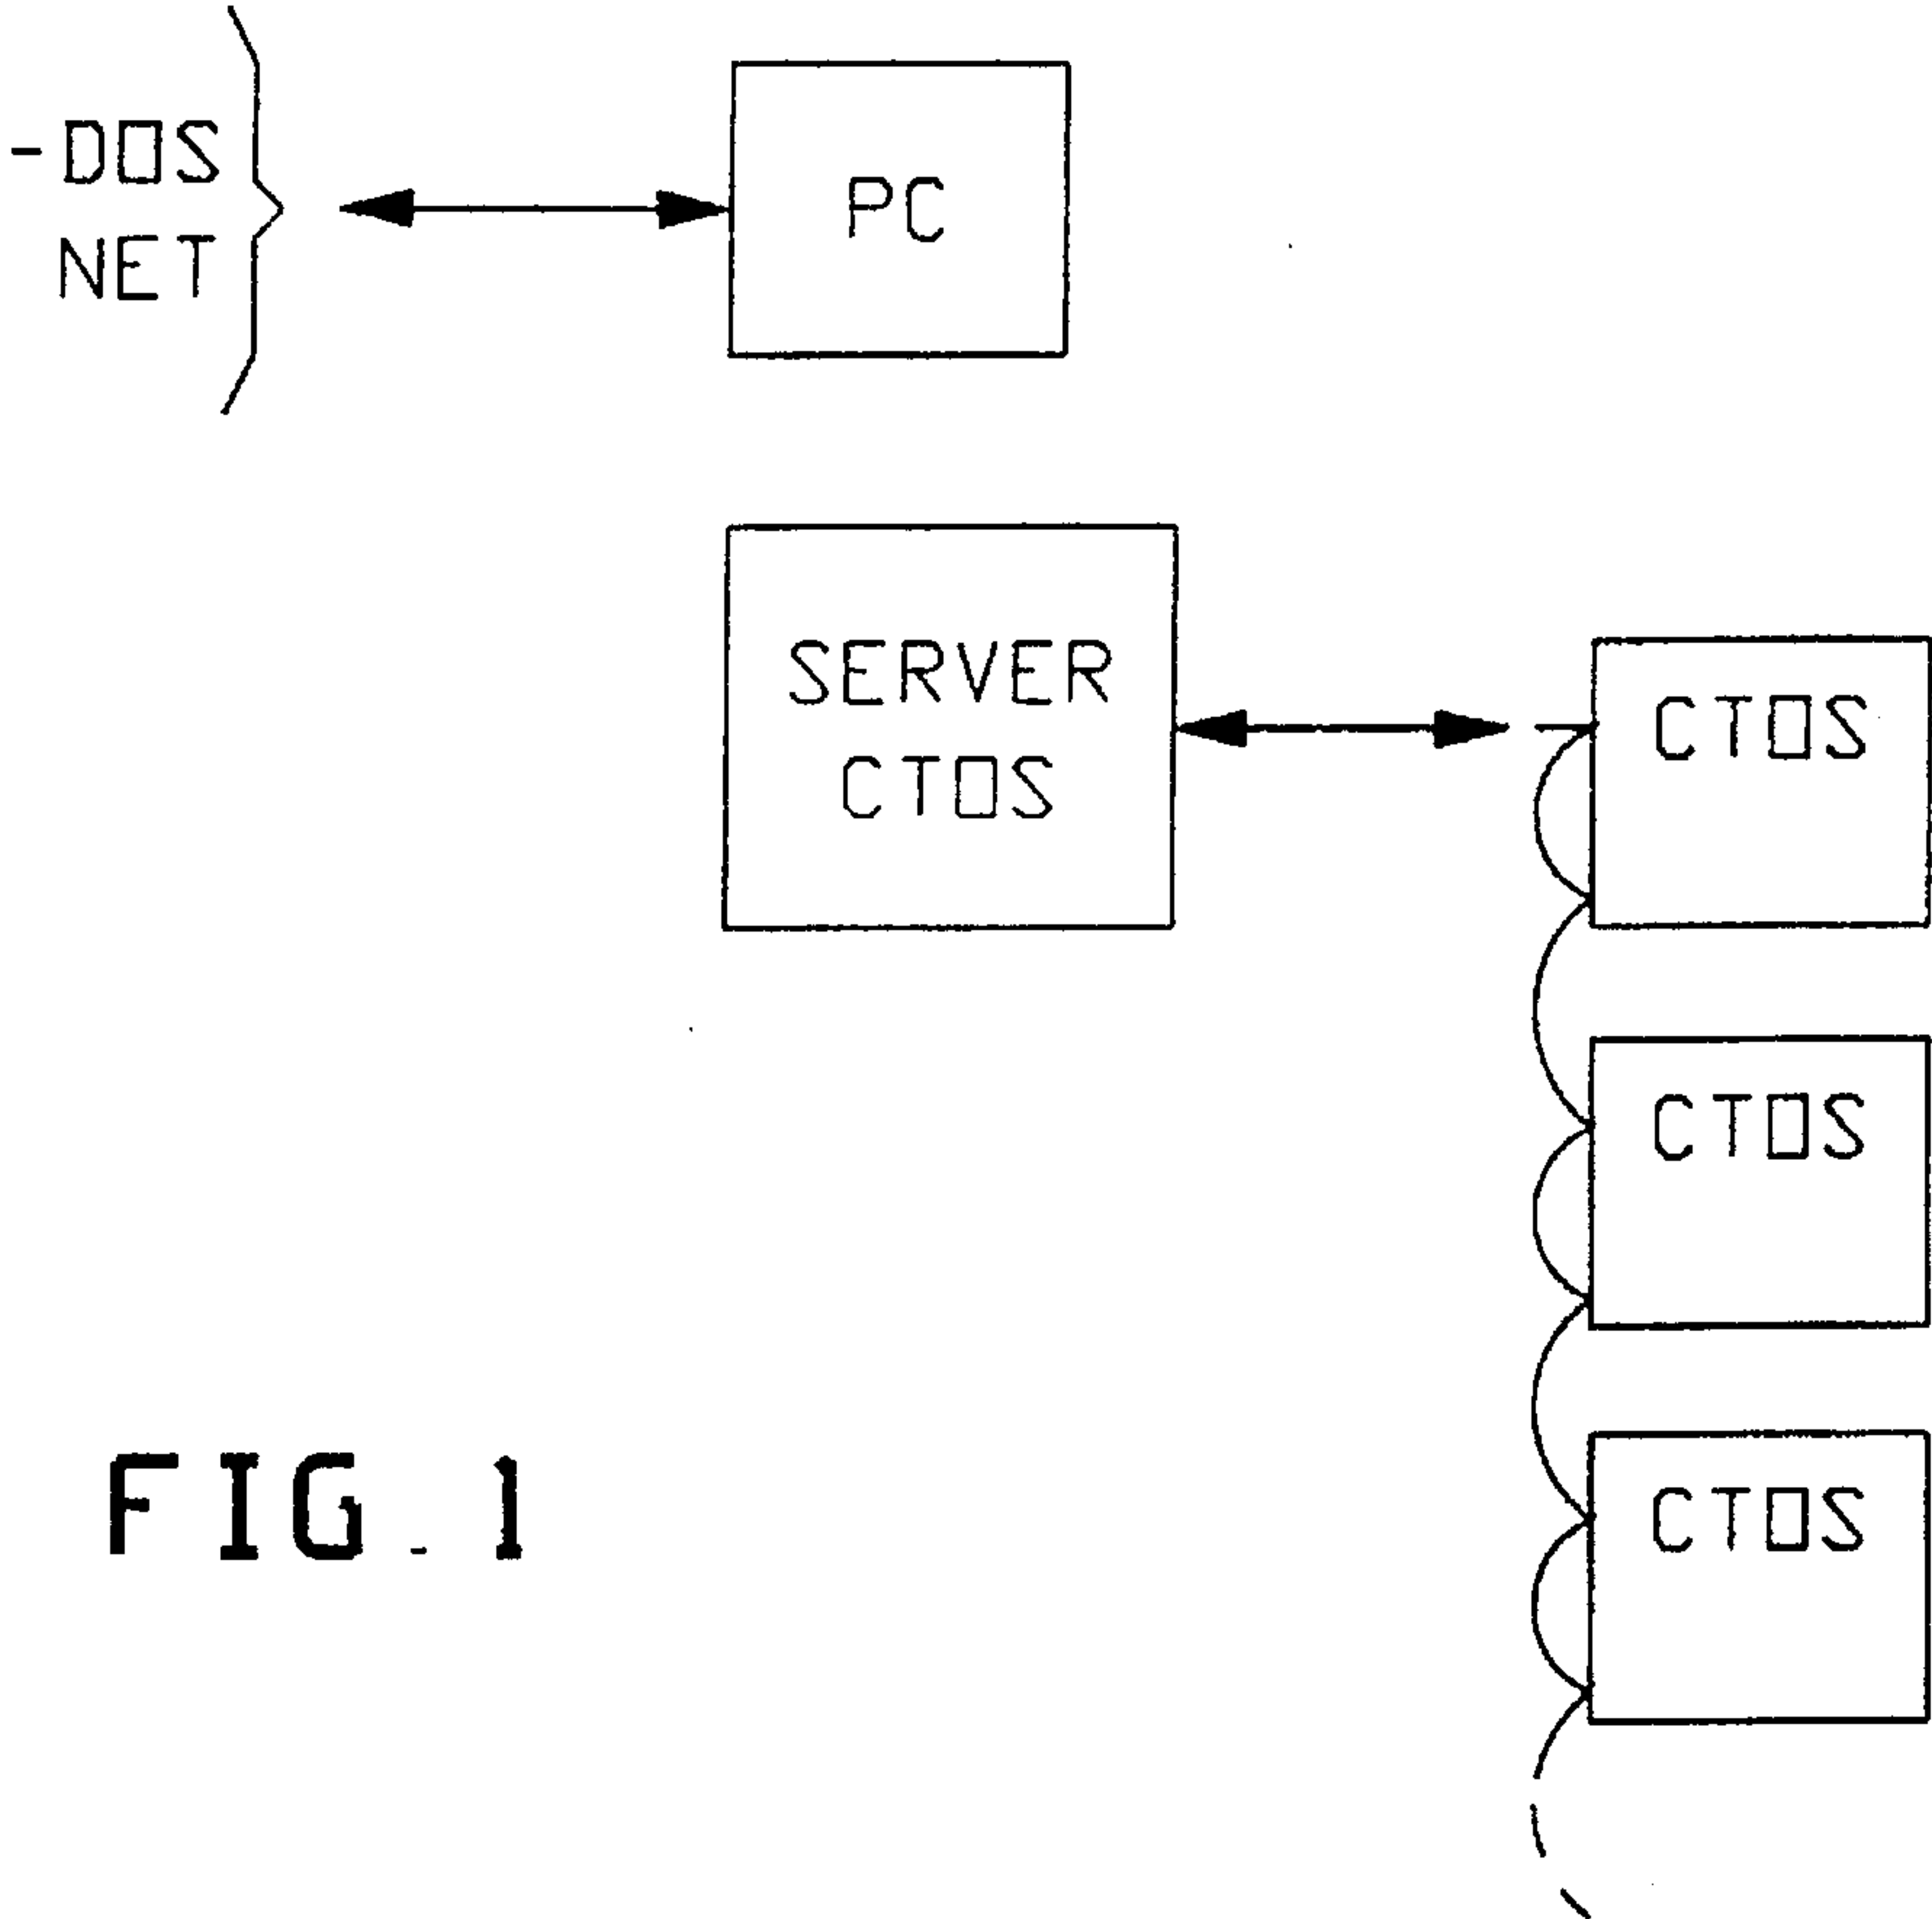 -DOS
NET
PC
SERVER
CTOS
CTOS
CTOS
CTOS
FIG. 1